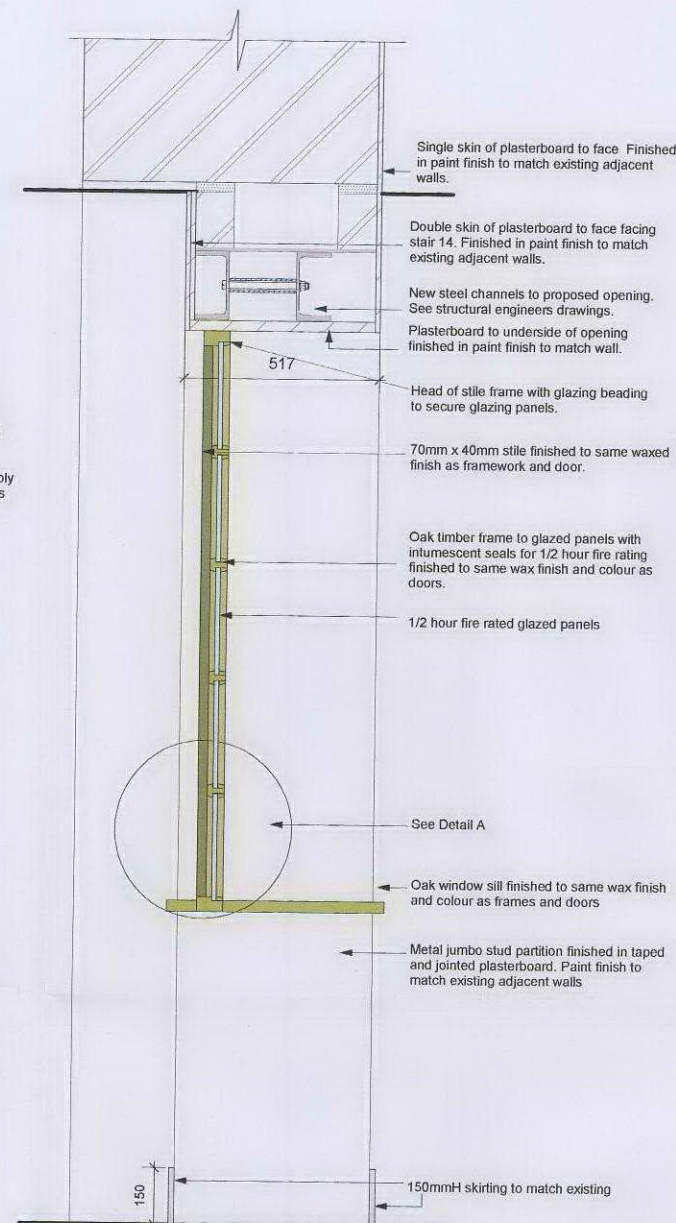 Single skin of plasterboard to face Finished
in paint finish to match existing adjacent
walls.
Double skin of plasterboard to face facing
stair 14. Finished in paint finish to match
existing adjacent walls.
New steel channels to proposed opening.
See structural engineers drawings.
Plasterboard to underside of opening
finished in paint finish to match wall.
517
Head of stile frame with glazing beading
to secure glazing panels.
70mm x 40mm stile finished to same waxed
finish as framework and door.
Oak timber frame to glazed panels with
intumescent seals for 1/2 hour fire rating
finished to same wax finish and colour as
doors.
1/2 hour fire rated glazed panels
See Detail A
Oak window sill finished to same wax finish
and colour as frames and doors
Metal jumbo stud partition finished in taped
and jointed plasterboard. Paint finish to
match existing adjacent walls
150
150mmH skirting to match existing